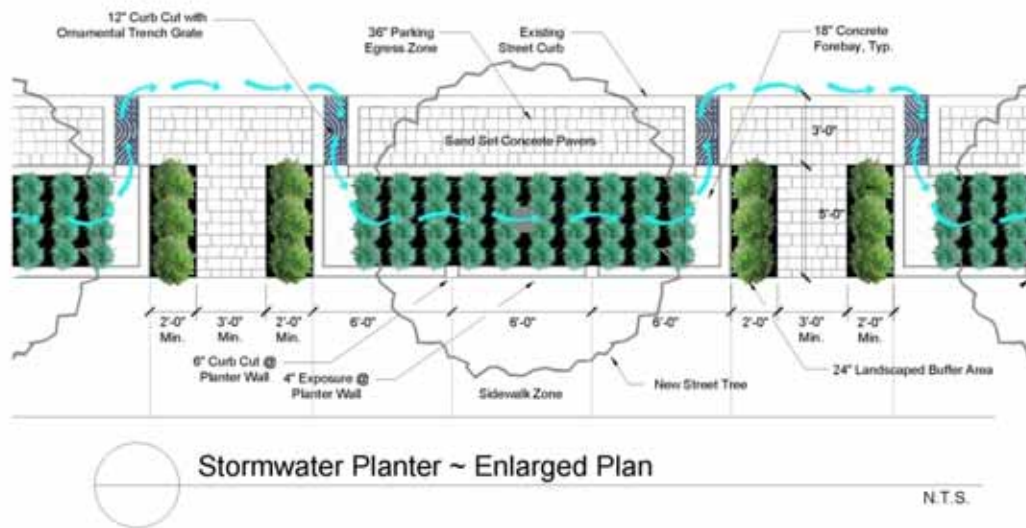 12" Curb Cut with
Ornamental Trench Grate
36" Parking
Egress Zone
Existing
Street Curb
18" Concrete
Forebay, Typ.
3'-0"
Sand Set Concrete Pavers
5'-0"
2'-0"
Min.
3'-0"
Min.
2'-0"
Min.
6'-0"
6'-0"
6'-0"
2'-0"
3'-0"
Min.
2'-0"
Min.
6" Curb Cut @
Planter Wall
4" Exposure @
Planter Wall
Sidewalk Zone
New Street Tree
24" Landscaped Buffer Area
Stormwater Planter ~ Enlarged Plan
N.T.S.